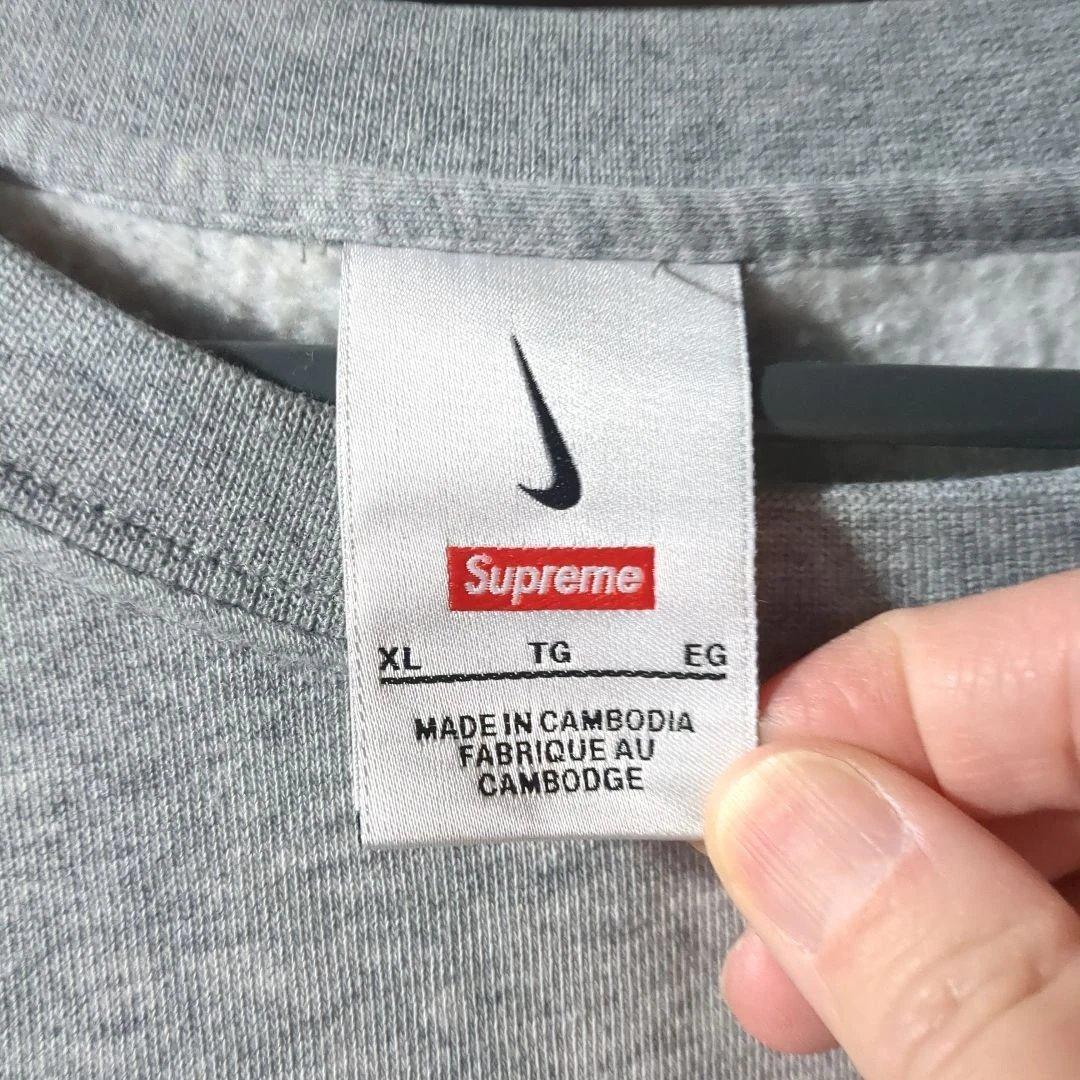 Supreme
XL TG EG
MADE IN CAMBODIA
FABRIQUE AU
CAMBODGE